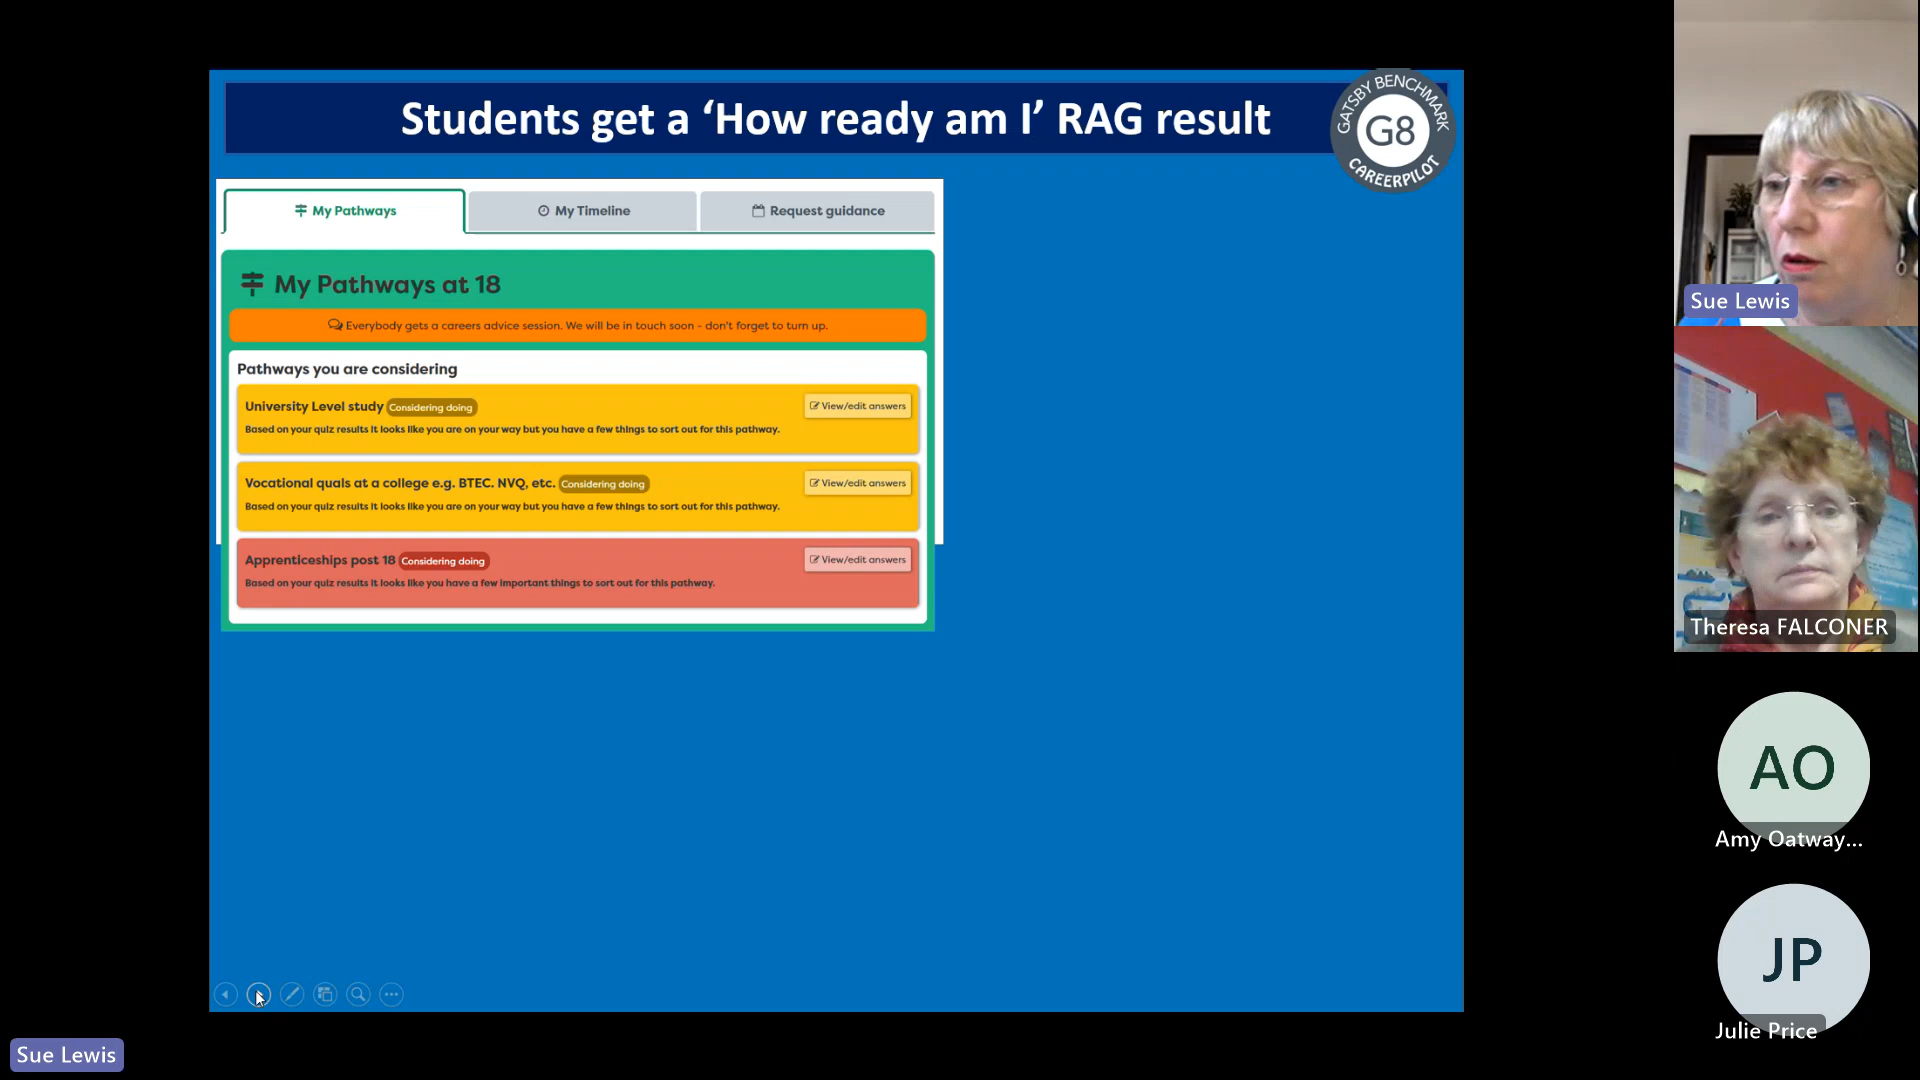 Students get a ‘How ready am I’ RAG result
GATSBY BENCHMARK
G8
CAREERPILOT
My Pathways
My Timeline
Request guidance
My Pathways at 18
Everybody gets a careers advice session. We will be in touch soon - don't forget to turn up.
Pathways you are considering
University Level study Considering doing
View/edit answers
Based on your quiz results it looks like you are on your way but you have a few things to sort out for this pathway.
Vocational quals at a college e.g. BTEC. NVQ, etc. Considering doing
View/edit answers
Based on your quiz results it looks like you are on your way but you have a few things to sort out for this pathway.
Apprenticeships post 18 Considering doing
View/edit answers
Based on your quiz results it looks like you have a few important things to sort out for this pathway.
Sue Lewis
Theresa FALCONER
AO
Amy Oatway...
JP
Julie Price
Sue Lewis